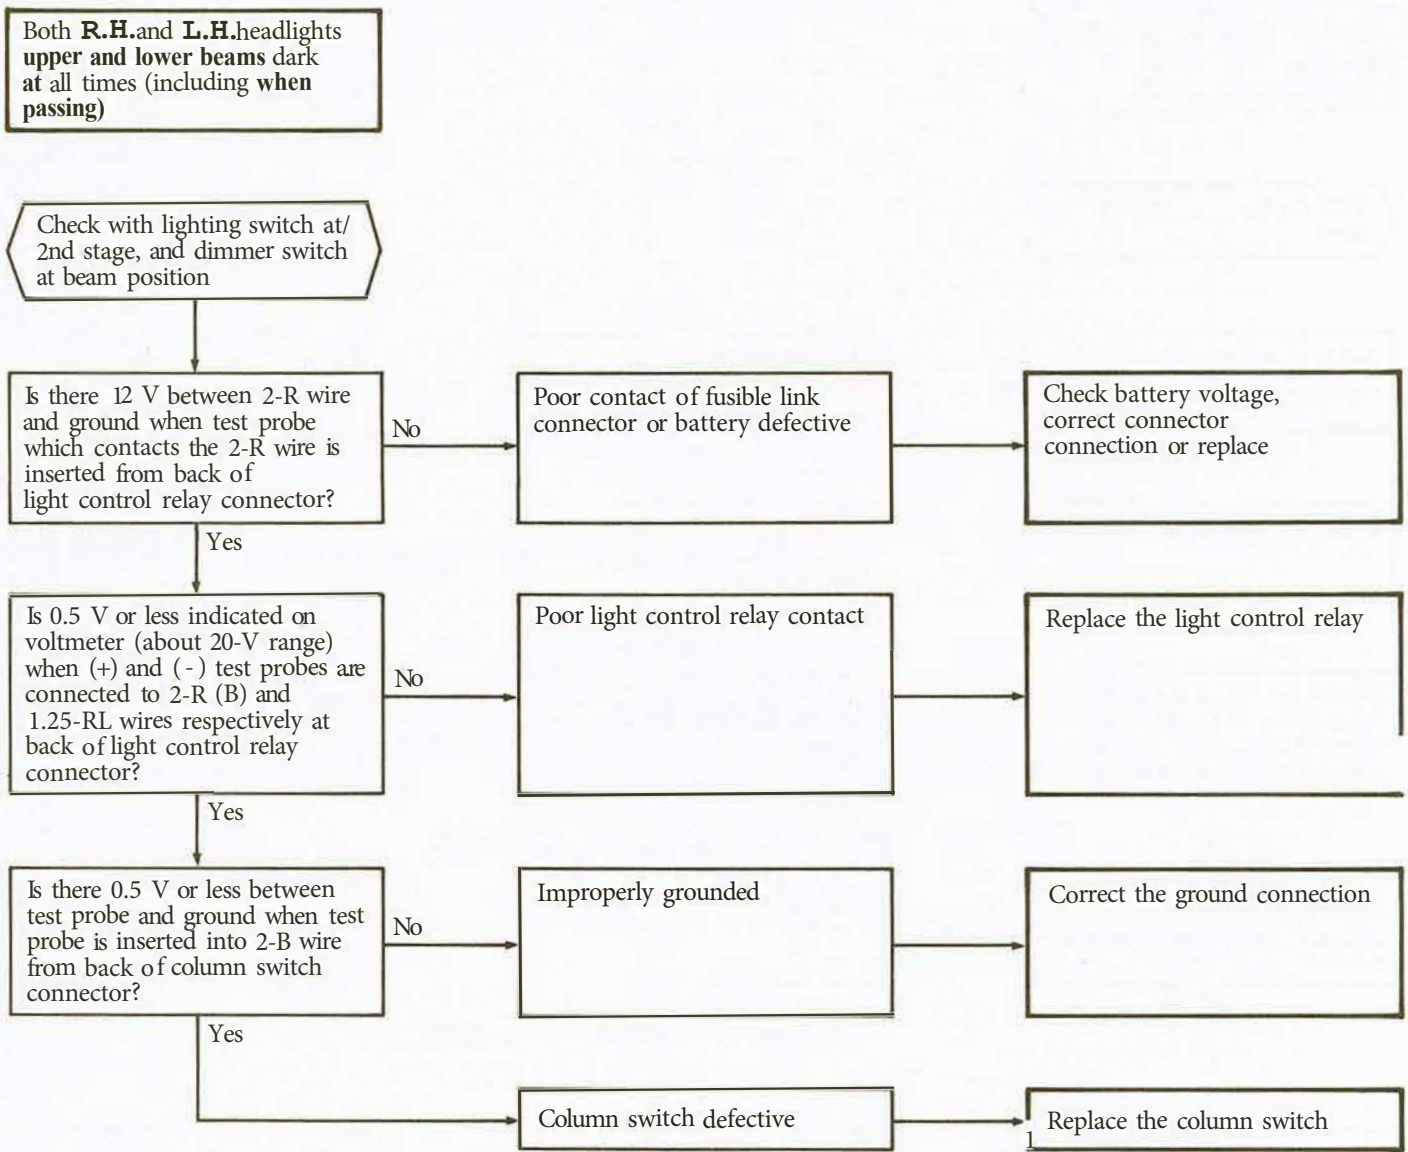 Both R.H.and L.H.headlights
upper and lower beams dark
at all times (including when
passing)
Check with lighting switch at/
2nd stage, and dimmer switch
at beam position
Is there 12 V between 2-R wire
and ground when test probe
which contacts the 2-R wire is
inserted from back of
light control relay connector?
No
Poor contact of fusible link
connector or battery defective
Check battery voltage,
correct connector
connection or replace
Yes
Is 0.5 V or less indicated on
voltmeter (about 20-V range)
when (+) and (-) test probes are
connected to 2-R (B) and
1.25-RL wires respectively at
back of light control relay
connector?
No
Poor light control relay contact
Replace the light control relay
Yes
Is there 0.5 V or less between
test probe and ground when test
probe is inserted into 2-B wire
from back of column switch
connector?
No
Improperly grounded
Correct the ground connection
Yes
Column switch defective
Replace the column switch
1